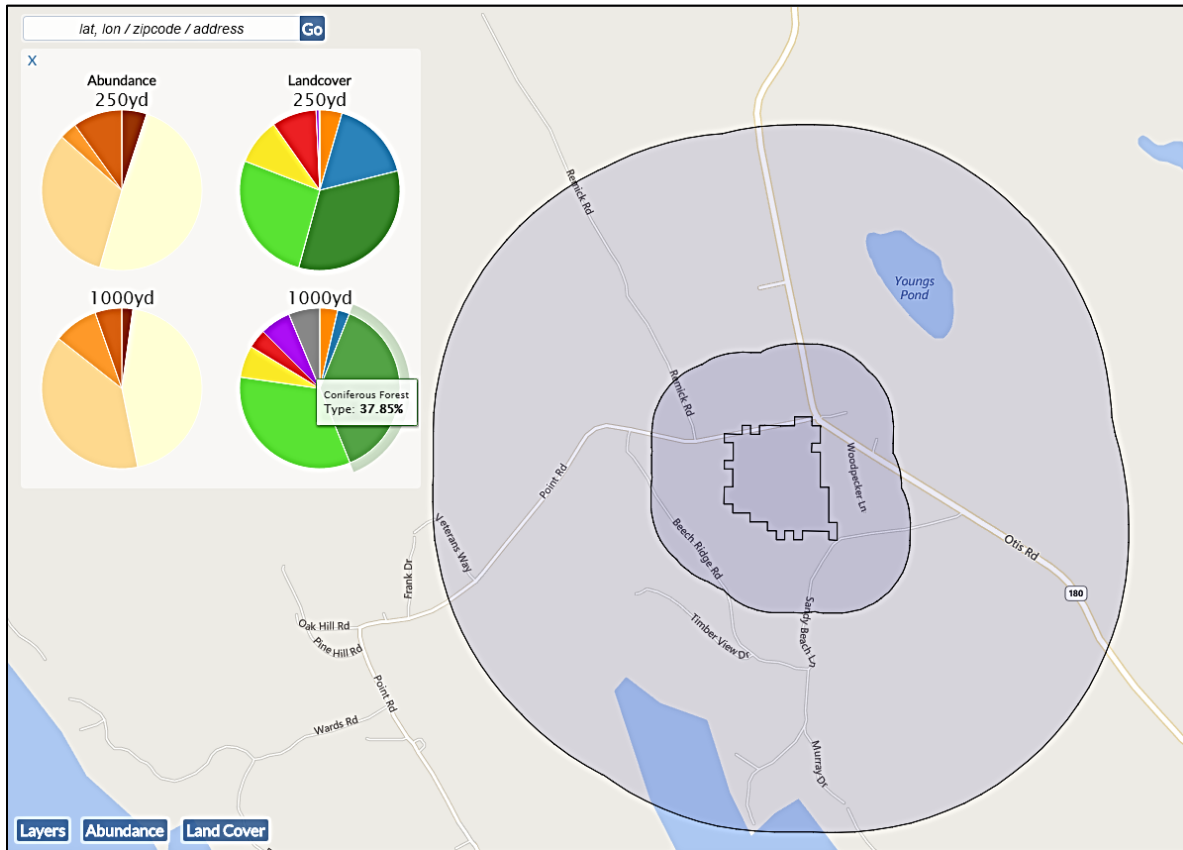 lat, lon / zipcode / address
Go
X
Abundance
250yd
Landcover
250yd
1000yd
1000yd
Coniferous Forest
Type: 37.85%
Remick Rd
Youngs
Pond
Remick Rd
Woodpecker Ln
Point Rd
Veterans Way
Beech Ridge Rd
Otis Rd
180
Frank Dr
Sandy Beach Ln
Oak Hill Rd
Pine Hill Rd
Timber View Dr
Point Rd
Wards Rd
Murray Dr
Layers
Abundance
Land Cover